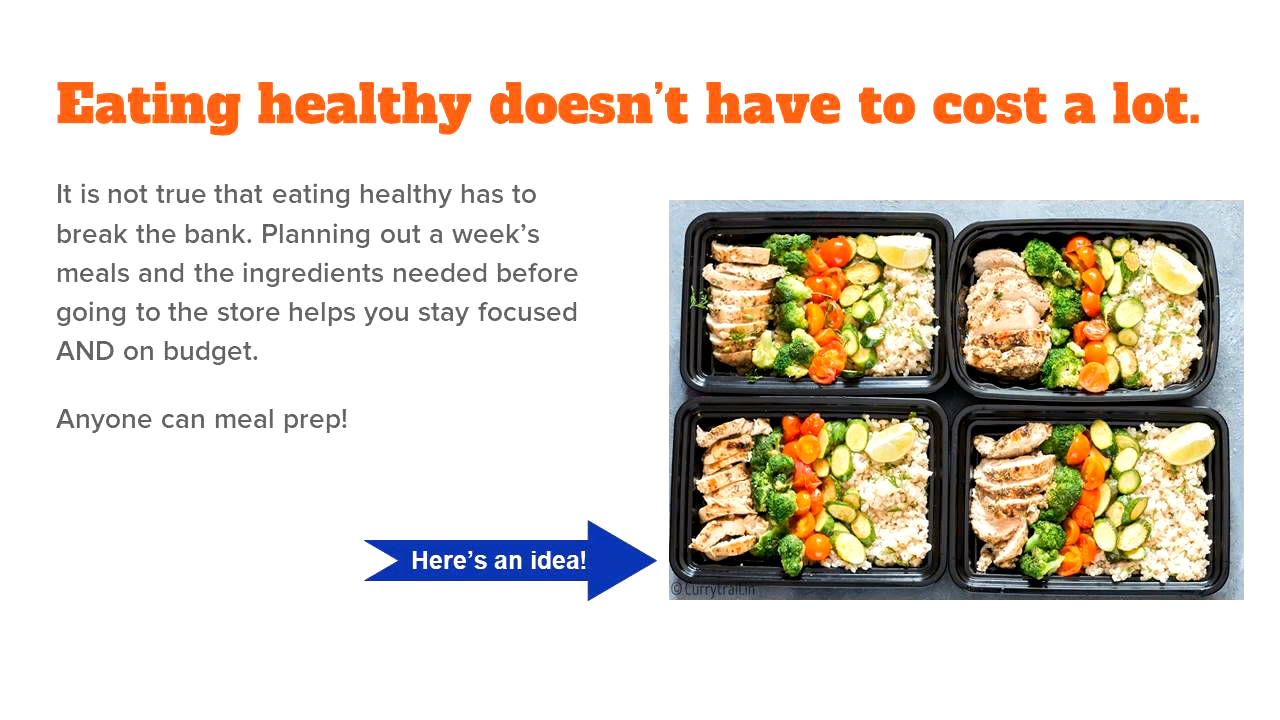 Eating healthy doesn’t have to cost a lot.
It is not true that eating healthy has to
break the bank. Planning out a week’s
meals and the ingredients needed before
going to the store helps you stay focused
AND on budget.
Anyone can meal prep!
Here’s an idea!
© Currytrail.in